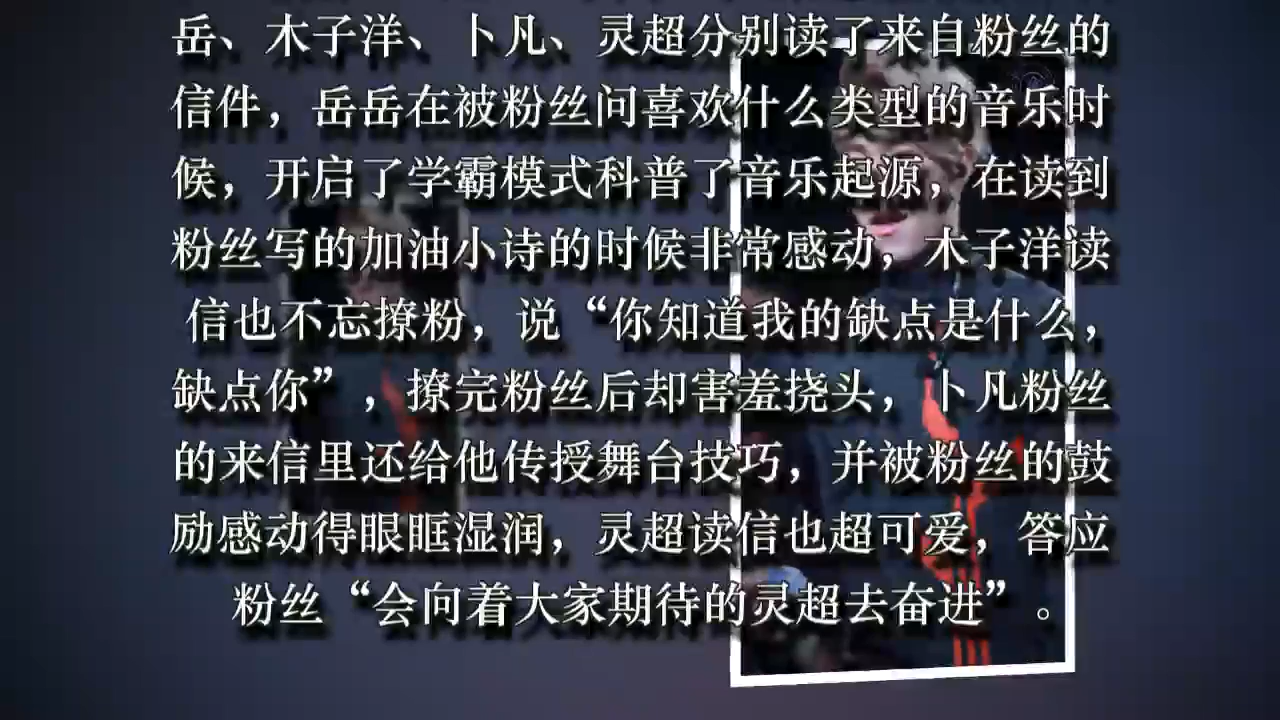 岳、木子洋、卜凡、灵超分别读了来自粉丝的
信件，岳岳在被粉丝问喜欢什么类型的音乐时
候，开启了学霸模式科普了音乐起源，在读到
粉丝写的加油小诗的时候非常感动，木子洋读
信也不忘撩粉，说“你知道我的缺点是什么，
缺点你”，撩完粉丝后却害羞挠头，卜凡粉丝
的来信里还给他传授舞台技巧，并被粉丝的鼓
励感动得眼眶湿润，灵超读信也超可爱，答应
粉丝“会向着大家期待的灵超去奋进”。